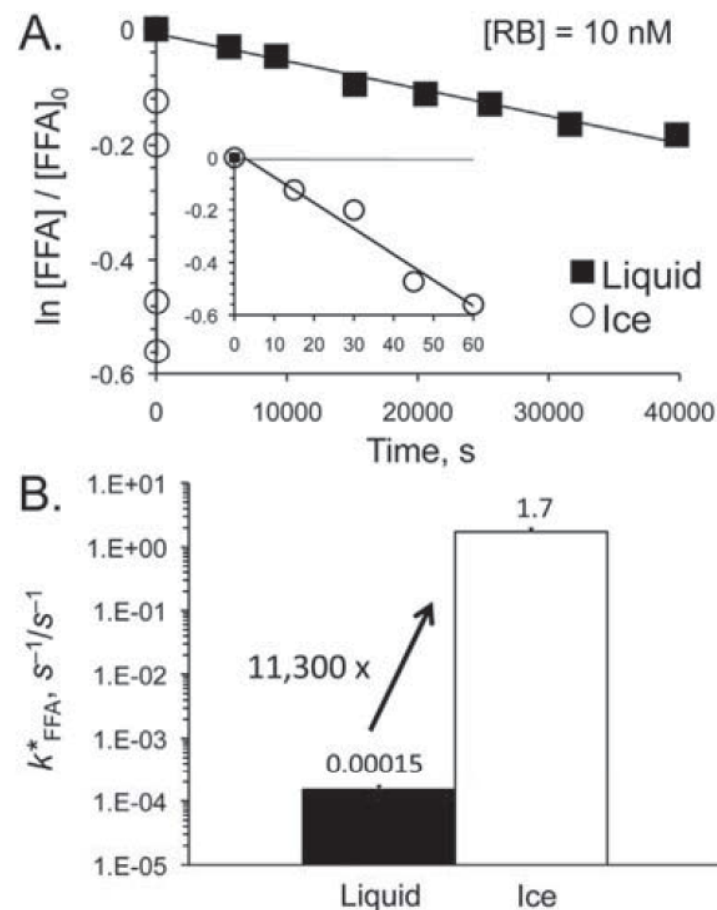 A.
[RB] = 10 nM
ln [FFA] / [FFA]0
0
-0.2
-0.4
-0.6
0
-0.2
-0.4
-0.6
0 10 20 30 40 50 60
■ Liquid
○ Ice
0 10000 20000 30000 40000
Time, s
B.
k*FFA, s–1/s–1
1.E+01
1.E+00
1.E-01
1.E-02
1.E-03
1.E-04
1.E-05
1.7
11,300 x
0.00015
Liquid Ice